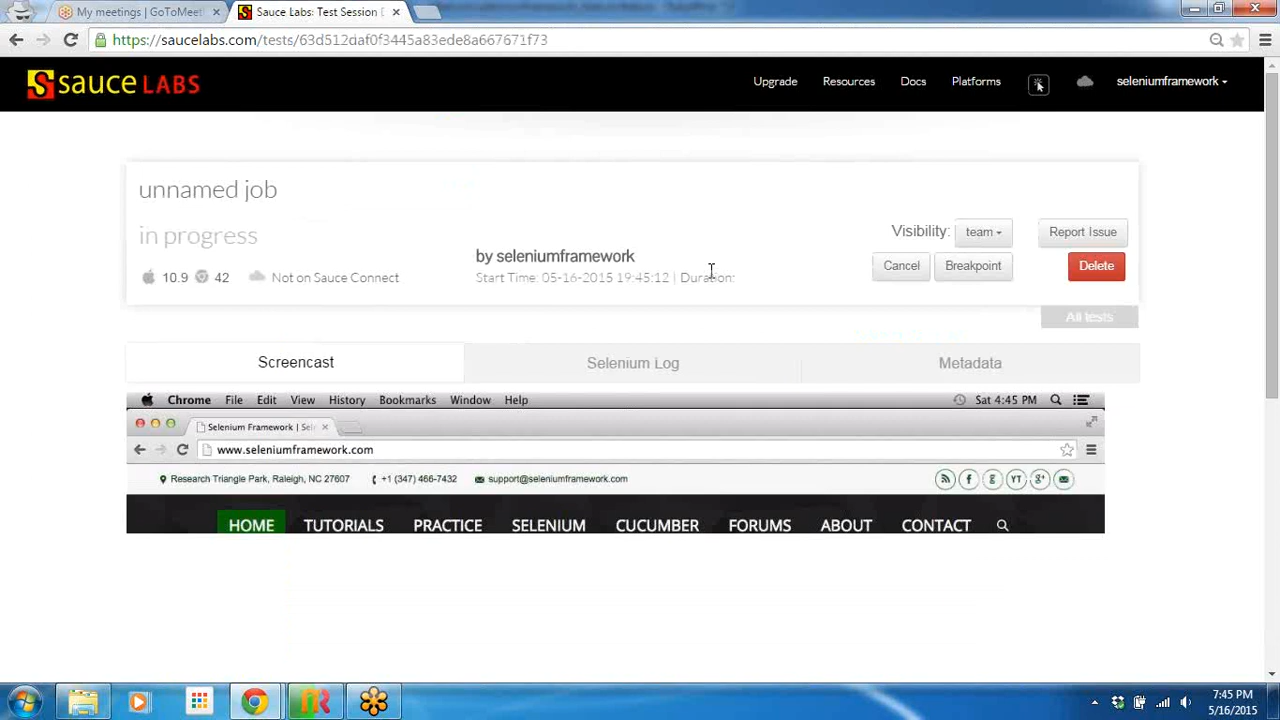 My meetings | GoToMeeti
Sauce Labs: Test Session D
https://saucelabs.com/tests/63d512daf0f3445a83ede8a667671f73
SAUCE LABS
Upgrade
Resources
Docs
Platforms
seleniumframework
unnamed job
in progress
10.9
42
Not on Sauce Connect
by seleniumframework
Start Time: 05-16-2015 19:45:12 | Duration:
Visibility:
team
Report Issue
Cancel
Breakpoint
Delete
All tests
Screencast
Selenium Log
Metadata
Chrome File Edit View History Bookmarks Window Help
Sat 4:45 PM
Selenium Framework | Sel
www.seleniumframework.com
Research Triangle Park, Raleigh, NC 27607
+1 (347) 466-7432
support@seleniumframework.com
HOME TUTORIALS PRACTICE SELENIUM CUCUMBER FORUMS ABOUT CONTACT
7:45 PM
5/16/2015